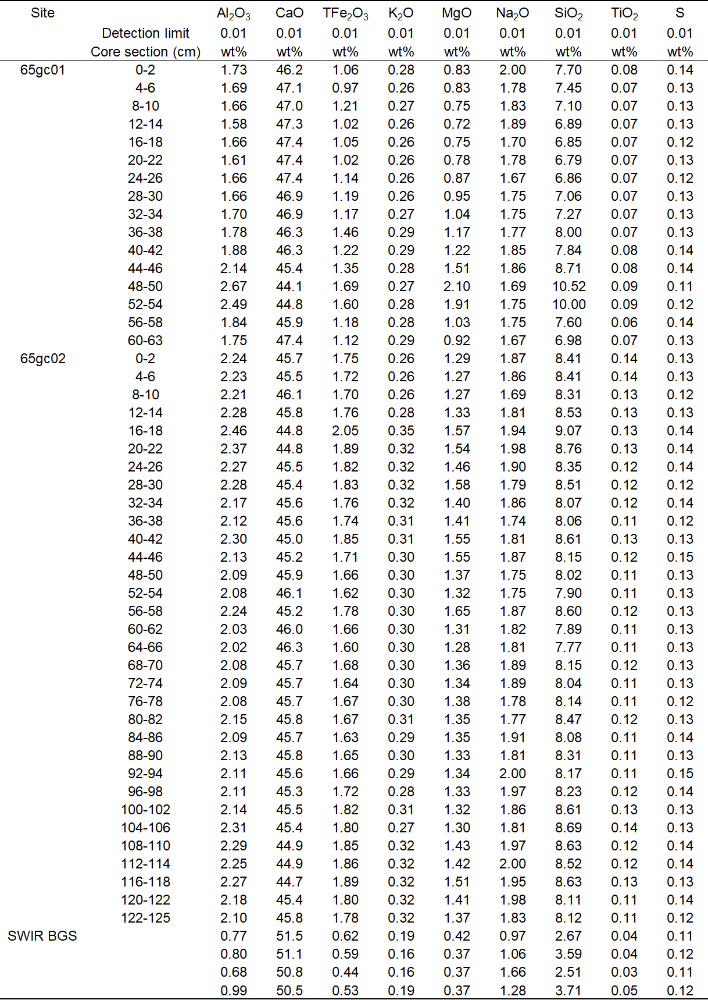 Site Al₂O₃ CaO TFe₂O₃ K₂O MgO Na₂O SiO₂ TiO₂ S
Detection limit 0.01 0.01 0.01 0.01 0.01 0.01 0.01 0.01 0.01
Core section (cm) wt% wt% wt% wt% wt% wt% wt% wt% wt%
65gc01 0-2 1.73 46.2 1.06 0.28 0.83 2.00 7.70 0.08 0.14
4-6 1.69 47.1 0.97 0.26 0.83 1.78 7.45 0.07 0.13
8-10 1.66 47.0 1.21 0.27 0.75 1.83 7.10 0.07 0.13
12-14 1.58 47.3 1.02 0.26 0.72 1.89 6.89 0.07 0.13
16-18 1.66 47.4 1.05 0.26 0.75 1.70 6.85 0.07 0.12
20-22 1.61 47.4 1.02 0.26 0.78 1.78 6.79 0.07 0.13
24-26 1.66 47.4 1.14 0.26 0.87 1.67 6.86 0.07 0.12
28-30 1.66 46.9 1.19 0.26 0.95 1.75 7.06 0.07 0.13
32-34 1.70 46.9 1.17 0.27 1.04 1.75 7.27 0.07 0.13
36-38 1.78 46.3 1.46 0.29 1.17 1.77 8.00 0.07 0.13
40-42 1.88 46.3 1.22 0.29 1.22 1.85 7.84 0.08 0.14
44-46 2.14 45.4 1.35 0.28 1.51 1.86 8.71 0.08 0.14
48-50 2.67 44.1 1.69 0.27 2.10 1.69 10.52 0.09 0.11
52-54 2.49 44.8 1.60 0.28 1.91 1.75 10.00 0.09 0.12
56-58 1.84 45.9 1.18 0.28 1.03 1.75 7.60 0.06 0.14
60-63 1.75 47.4 1.12 0.29 0.92 1.67 6.98 0.07 0.13
65gc02 0-2 2.24 45.7 1.75 0.26 1.29 1.87 8.41 0.14 0.13
4-6 2.23 45.5 1.72 0.26 1.27 1.86 8.41 0.14 0.13
8-10 2.21 46.1 1.70 0.26 1.27 1.69 8.31 0.13 0.12
12-14 2.28 45.8 1.76 0.28 1.33 1.81 8.53 0.13 0.13
16-18 2.46 44.8 2.05 0.35 1.57 1.94 9.07 0.13 0.14
20-22 2.37 44.8 1.89 0.32 1.54 1.98 8.76 0.13 0.14
24-26 2.27 45.5 1.82 0.32 1.46 1.90 8.35 0.12 0.14
28-30 2.28 45.4 1.83 0.32 1.58 1.79 8.51 0.12 0.12
32-34 2.17 45.6 1.76 0.32 1.40 1.86 8.07 0.12 0.14
36-38 2.12 45.6 1.74 0.31 1.41 1.74 8.06 0.11 0.12
40-42 2.30 45.0 1.85 0.31 1.55 1.81 8.61 0.13 0.13
44-46 2.13 45.2 1.71 0.30 1.55 1.87 8.15 0.12 0.15
48-50 2.09 45.9 1.66 0.30 1.37 1.75 8.02 0.11 0.13
52-54 2.08 46.1 1.62 0.30 1.32 1.75 7.90 0.11 0.13
56-58 2.24 45.2 1.78 0.30 1.65 1.87 8.60 0.12 0.13
60-62 2.03 46.0 1.66 0.30 1.31 1.82 7.89 0.11 0.13
64-66 2.02 46.3 1.60 0.30 1.28 1.81 7.77 0.11 0.13
68-70 2.08 45.7 1.68 0.30 1.36 1.89 8.15 0.12 0.13
72-74 2.09 45.7 1.64 0.30 1.34 1.89 8.04 0.11 0.13
76-78 2.08 45.7 1.67 0.30 1.38 1.78 8.14 0.11 0.12
80-82 2.15 45.8 1.67 0.31 1.35 1.77 8.47 0.12 0.13
84-86 2.09 45.7 1.63 0.29 1.35 1.91 8.08 0.11 0.14
88-90 2.13 45.8 1.65 0.30 1.33 1.81 8.31 0.11 0.13
92-94 2.11 45.6 1.66 0.29 1.34 2.00 8.17 0.11 0.15
96-98 2.11 45.3 1.72 0.28 1.33 1.97 8.23 0.12 0.14
100-102 2.14 45.5 1.82 0.31 1.32 1.86 8.61 0.13 0.13
104-106 2.31 45.4 1.80 0.27 1.30 1.81 8.69 0.14 0.13
108-110 2.29 44.9 1.85 0.32 1.43 1.97 8.63 0.12 0.14
112-114 2.25 44.9 1.86 0.32 1.42 2.00 8.52 0.12 0.14
116-118 2.27 44.7 1.89 0.32 1.51 1.95 8.63 0.13 0.13
120-122 2.18 45.4 1.80 0.32 1.41 1.98 8.11 0.11 0.14
122-125 2.10 45.8 1.78 0.32 1.37 1.83 8.12 0.11 0.12
SWIR BGS 0.77 51.5 0.62 0.19 0.42 0.97 2.67 0.04 0.11
0.80 51.1 0.59 0.16 0.37 1.06 3.59 0.04 0.12
0.68 50.8 0.44 0.16 0.37 1.66 2.51 0.03 0.11
0.99 50.5 0.53 0.19 0.37 1.28 3.71 0.05 0.12